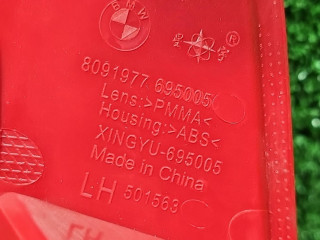 BMW
8091977 695005
Lens:>PMMA<
Housing:>ABS<
XINGYU-695005
Made in China
LH 501563